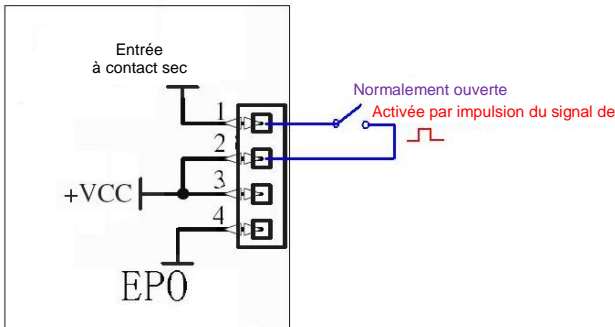 Entrée
à contact sec
Normalement ouverte
1
Activée par impulsion du signal de
2
+VCC
3
4
EPO